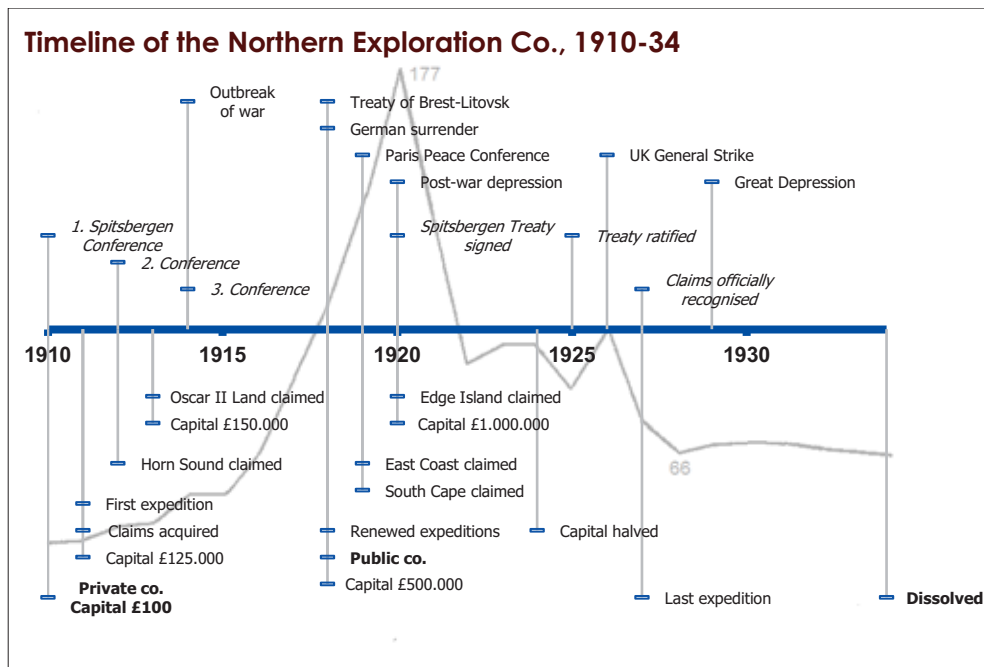 Timeline of the Northern Exploration Co., 1910-34
177
Outbreak
of war
Treaty of Brest-Litovsk
German surrender
Paris Peace Conference
UK General Strike
Post-war depression
Great Depression
1. Spitsbergen
Conference
Spitsbergen Treaty
signed
Treaty ratified
2. Conference
3. Conference
Claims officially
recognised
1910
1915
1920
1925
1930
Oscar II Land claimed
Edge Island claimed
Capital £150.000
Capital £1.000.000
Horn Sound claimed
East Coast claimed
66
South Cape claimed
First expedition
Claims acquired
Renewed expeditions
Capital halved
Capital £125.000
Public co.
Capital £500.000
Private co.
Capital £100
Last expedition
Dissolved